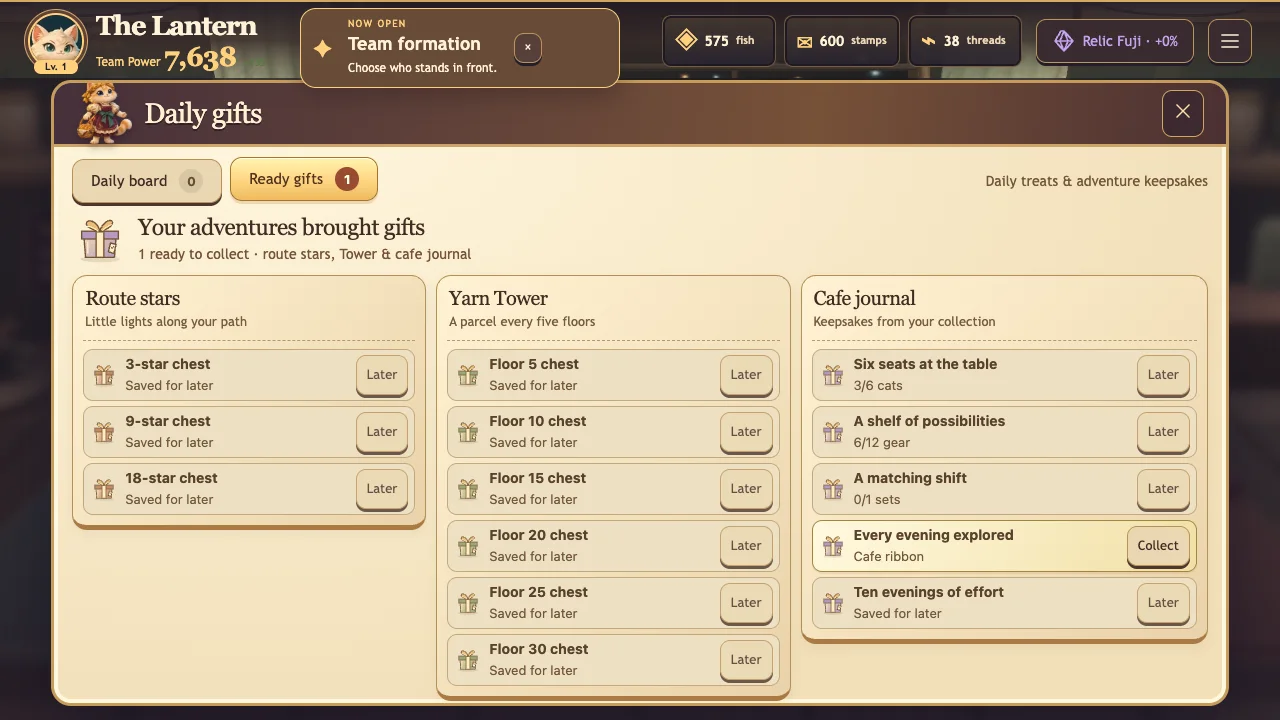 The Lantern
Team Power 7,638
Lv. 1
NOW OPEN
Team formation
Choose who stands in front.
×
575 fish
600 stamps
38 threads
Relic Fuji · +0%
Daily gifts
Daily board 0
Ready gifts 1
Daily treats & adventure keepsakes
Your adventures brought gifts
1 ready to collect · route stars, Tower & cafe journal
Route stars
Little lights along your path
3-star chest
Saved for later
Later
9-star chest
Saved for later
Later
18-star chest
Saved for later
Later
Yarn Tower
A parcel every five floors
Floor 5 chest
Saved for later
Later
Floor 10 chest
Saved for later
Later
Floor 15 chest
Saved for later
Later
Floor 20 chest
Saved for later
Later
Floor 25 chest
Saved for later
Later
Floor 30 chest
Saved for later
Later
Cafe journal
Keepsakes from your collection
Six seats at the table
3/6 cats
Later
A shelf of possibilities
6/12 gear
Later
A matching shift
0/1 sets
Later
Every evening explored
Cafe ribbon
Collect
Ten evenings of effort
Saved for later
Later